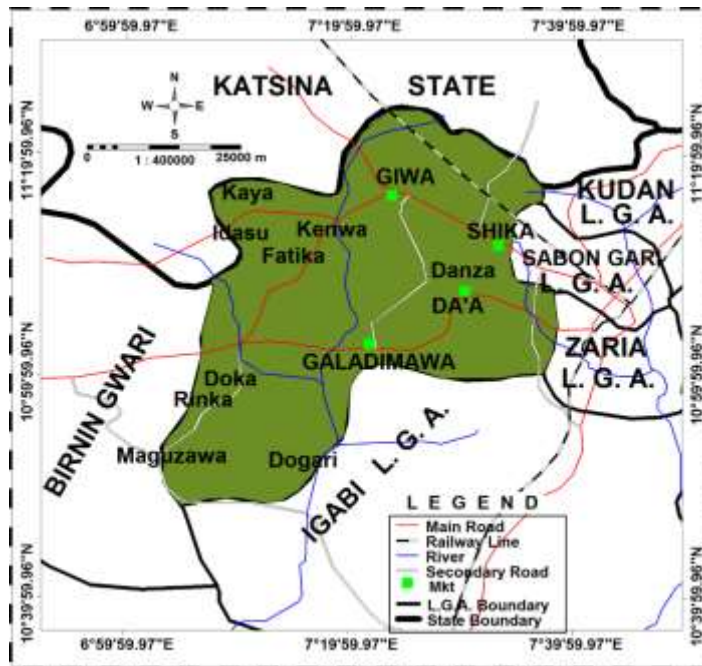 6°59'59.97"E 7°19'59.97"E 7°39'59.97"E
11°19'59.96"N
11°19'59.96"N
KATSINA STATE
N
W E
S
1 : 400000 25000 m
GIWA
KUDAN
L. G. A.
Kaya
Idasu
Kenwa
Fatika
SHIKA
SABON GARI
L. G. A.
Danza
DA'A
GALADIMAWA
ZARIA
L. G. A.
10°59'59.96"N
10°59'59.96"N
Doka
Rinka
BIRNIN GWARI
Maguzawa
Dogari
IGABI L. G. A.
LEGEND
Main Road
Railway Line
River
Secondary Road
Mkt
L.G.A. Boundary
State Boundary
10°39'59.96"N
10°39'59.96"N
6°59'59.97"E 7°19'59.97"E 7°39'59.97"E